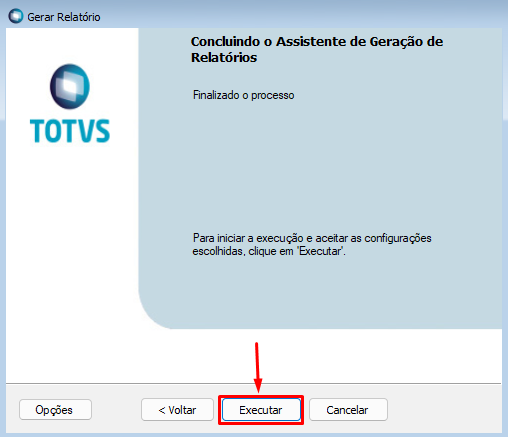 Gerar Relatório
Concluindo o Assistente de Geração de
Relatórios
Finalizado o processo
TOTVS
Para iniciar a execução e aceitar as configurações
escolhidas, clique em 'Executar'.
Opções
< Voltar
Executar
Cancelar